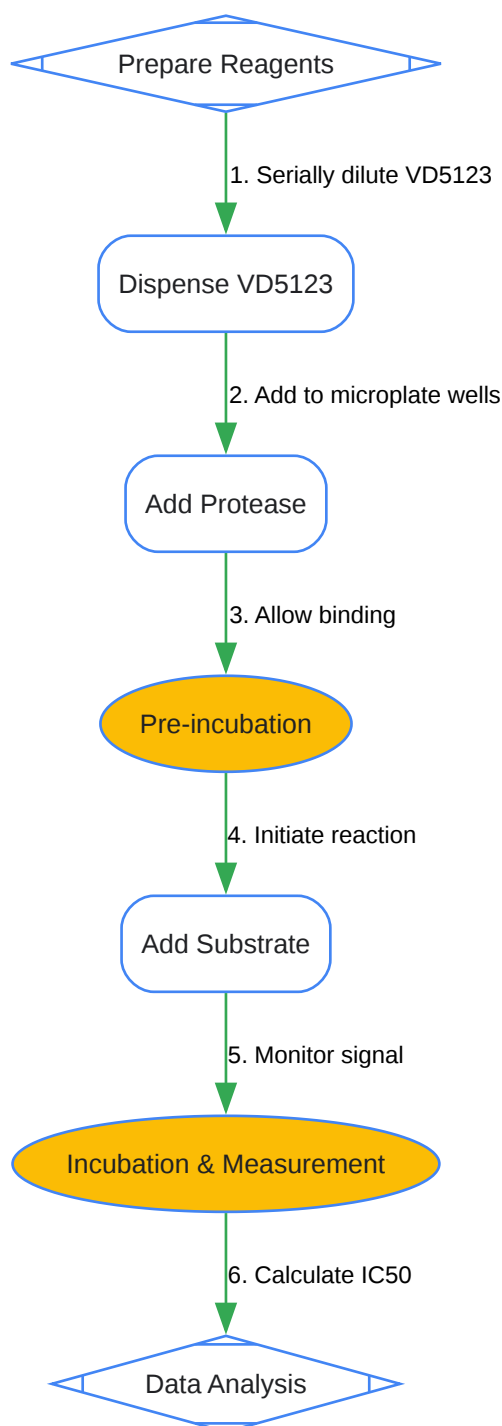 Prepare Reagents
1. Serially dilute VD5123
Dispense VD5123
2. Add to microplate wells
Add Protease
3. Allow binding
Pre-incubation
4. Initiate reaction
Add Substrate
5. Monitor signal
Incubation & Measurement
6. Calculate IC50
Data Analysis